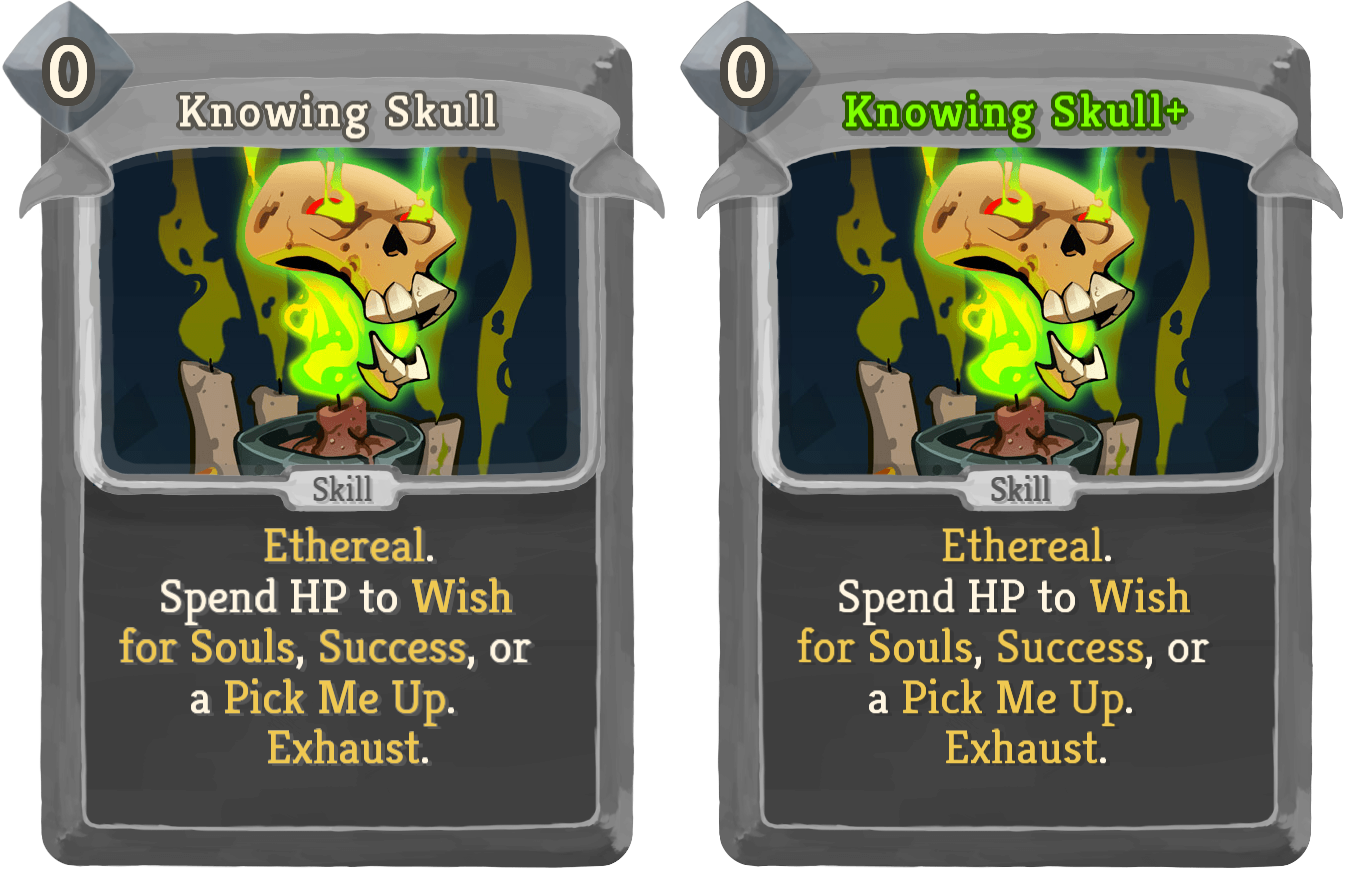 0
Knowing Skull
Skill
Ethereal.
Spend HP to Wish
for Souls, Success, or
a Pick Me Up.
Exhaust.
0
Knowing Skull+
Skill
Ethereal.
Spend HP to Wish
for Souls, Success, or
a Pick Me Up.
Exhaust.